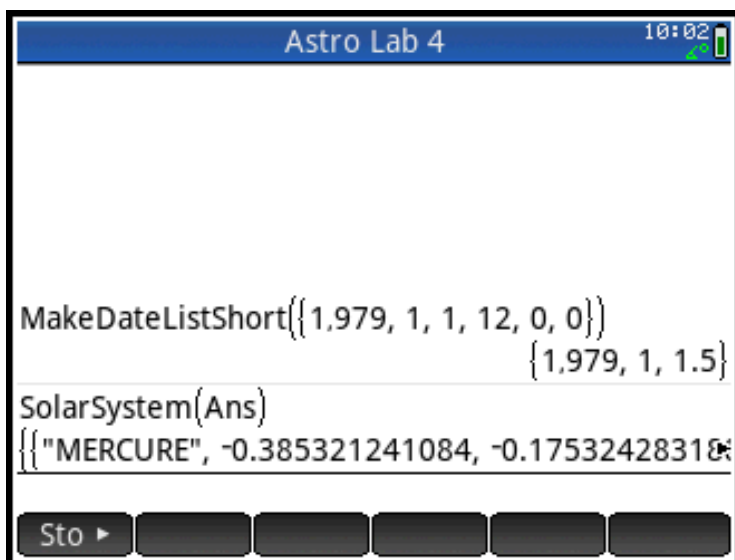 Astro Lab 4
10:02
MakeDateListShort({1,979, 1, 1, 12, 0, 0})
{1,979, 1, 1.5}
SolarSystem(Ans)
{{"MERCURE", -0.385321241084, -0.1753242831
Sto ▶